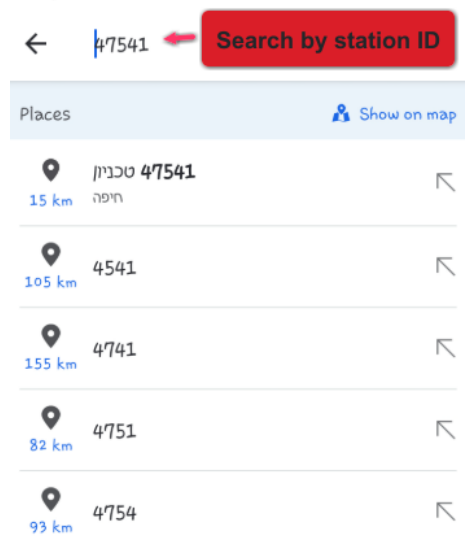 47541
Search by station ID
Places
Show on map
47541 טכניון
חיפה
15 km
4541
105 km
4741
155 km
4751
82 km
4754
93 km